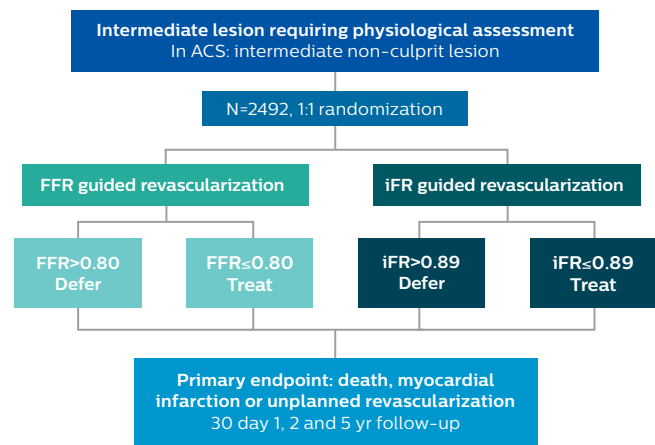 Intermediate lesion requiring physiological assessment
In ACS: intermediate non-culprit lesion
N=2492, 1:1 randomization
FFR guided revascularization
iFR guided revascularization
FFR>0.80
Defer
FFR≤0.80
Treat
iFR>0.89
Defer
iFR≤0.89
Treat
Primary endpoint: death, myocardial
infarction or unplanned revascularization
30 day 1, 2 and 5 yr follow-up